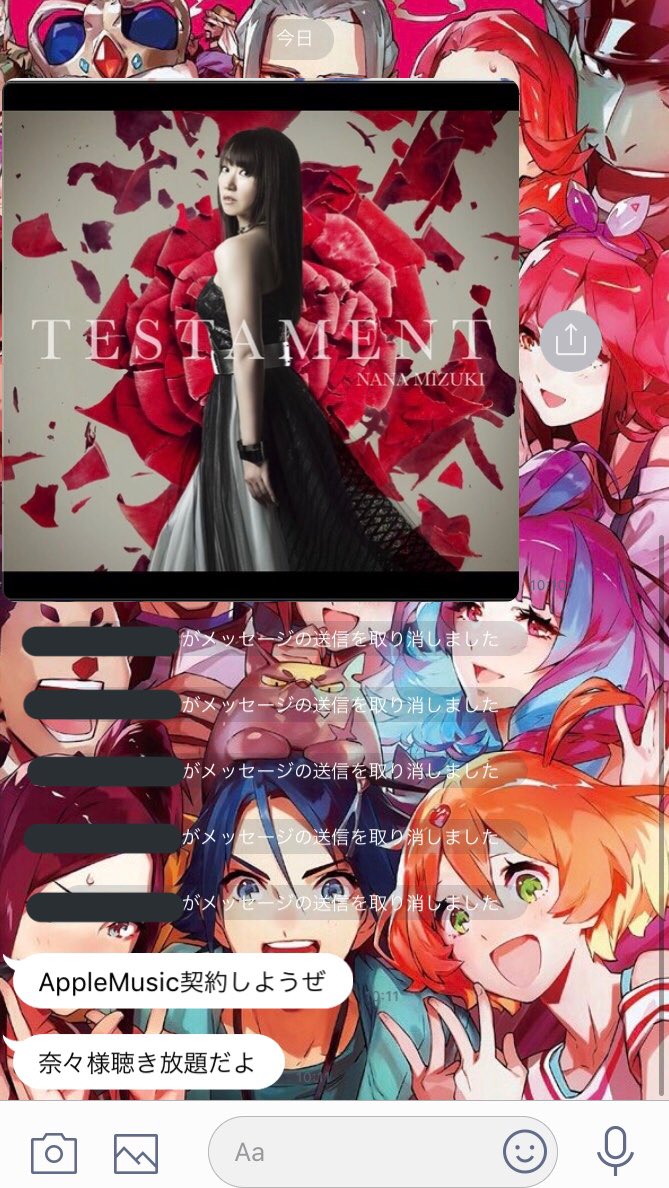 今日
TESTAMENT
NANA MIZUKI
がメッセージの送信を取り消しました
がメッセージの送信を取り消しました
がメッセージの送信を取り消しました
がメッセージの送信を取り消しました
がメッセージの送信を取り消しました
AppleMusic契約しようぜ
奈々様聴き放題だよ
Aa